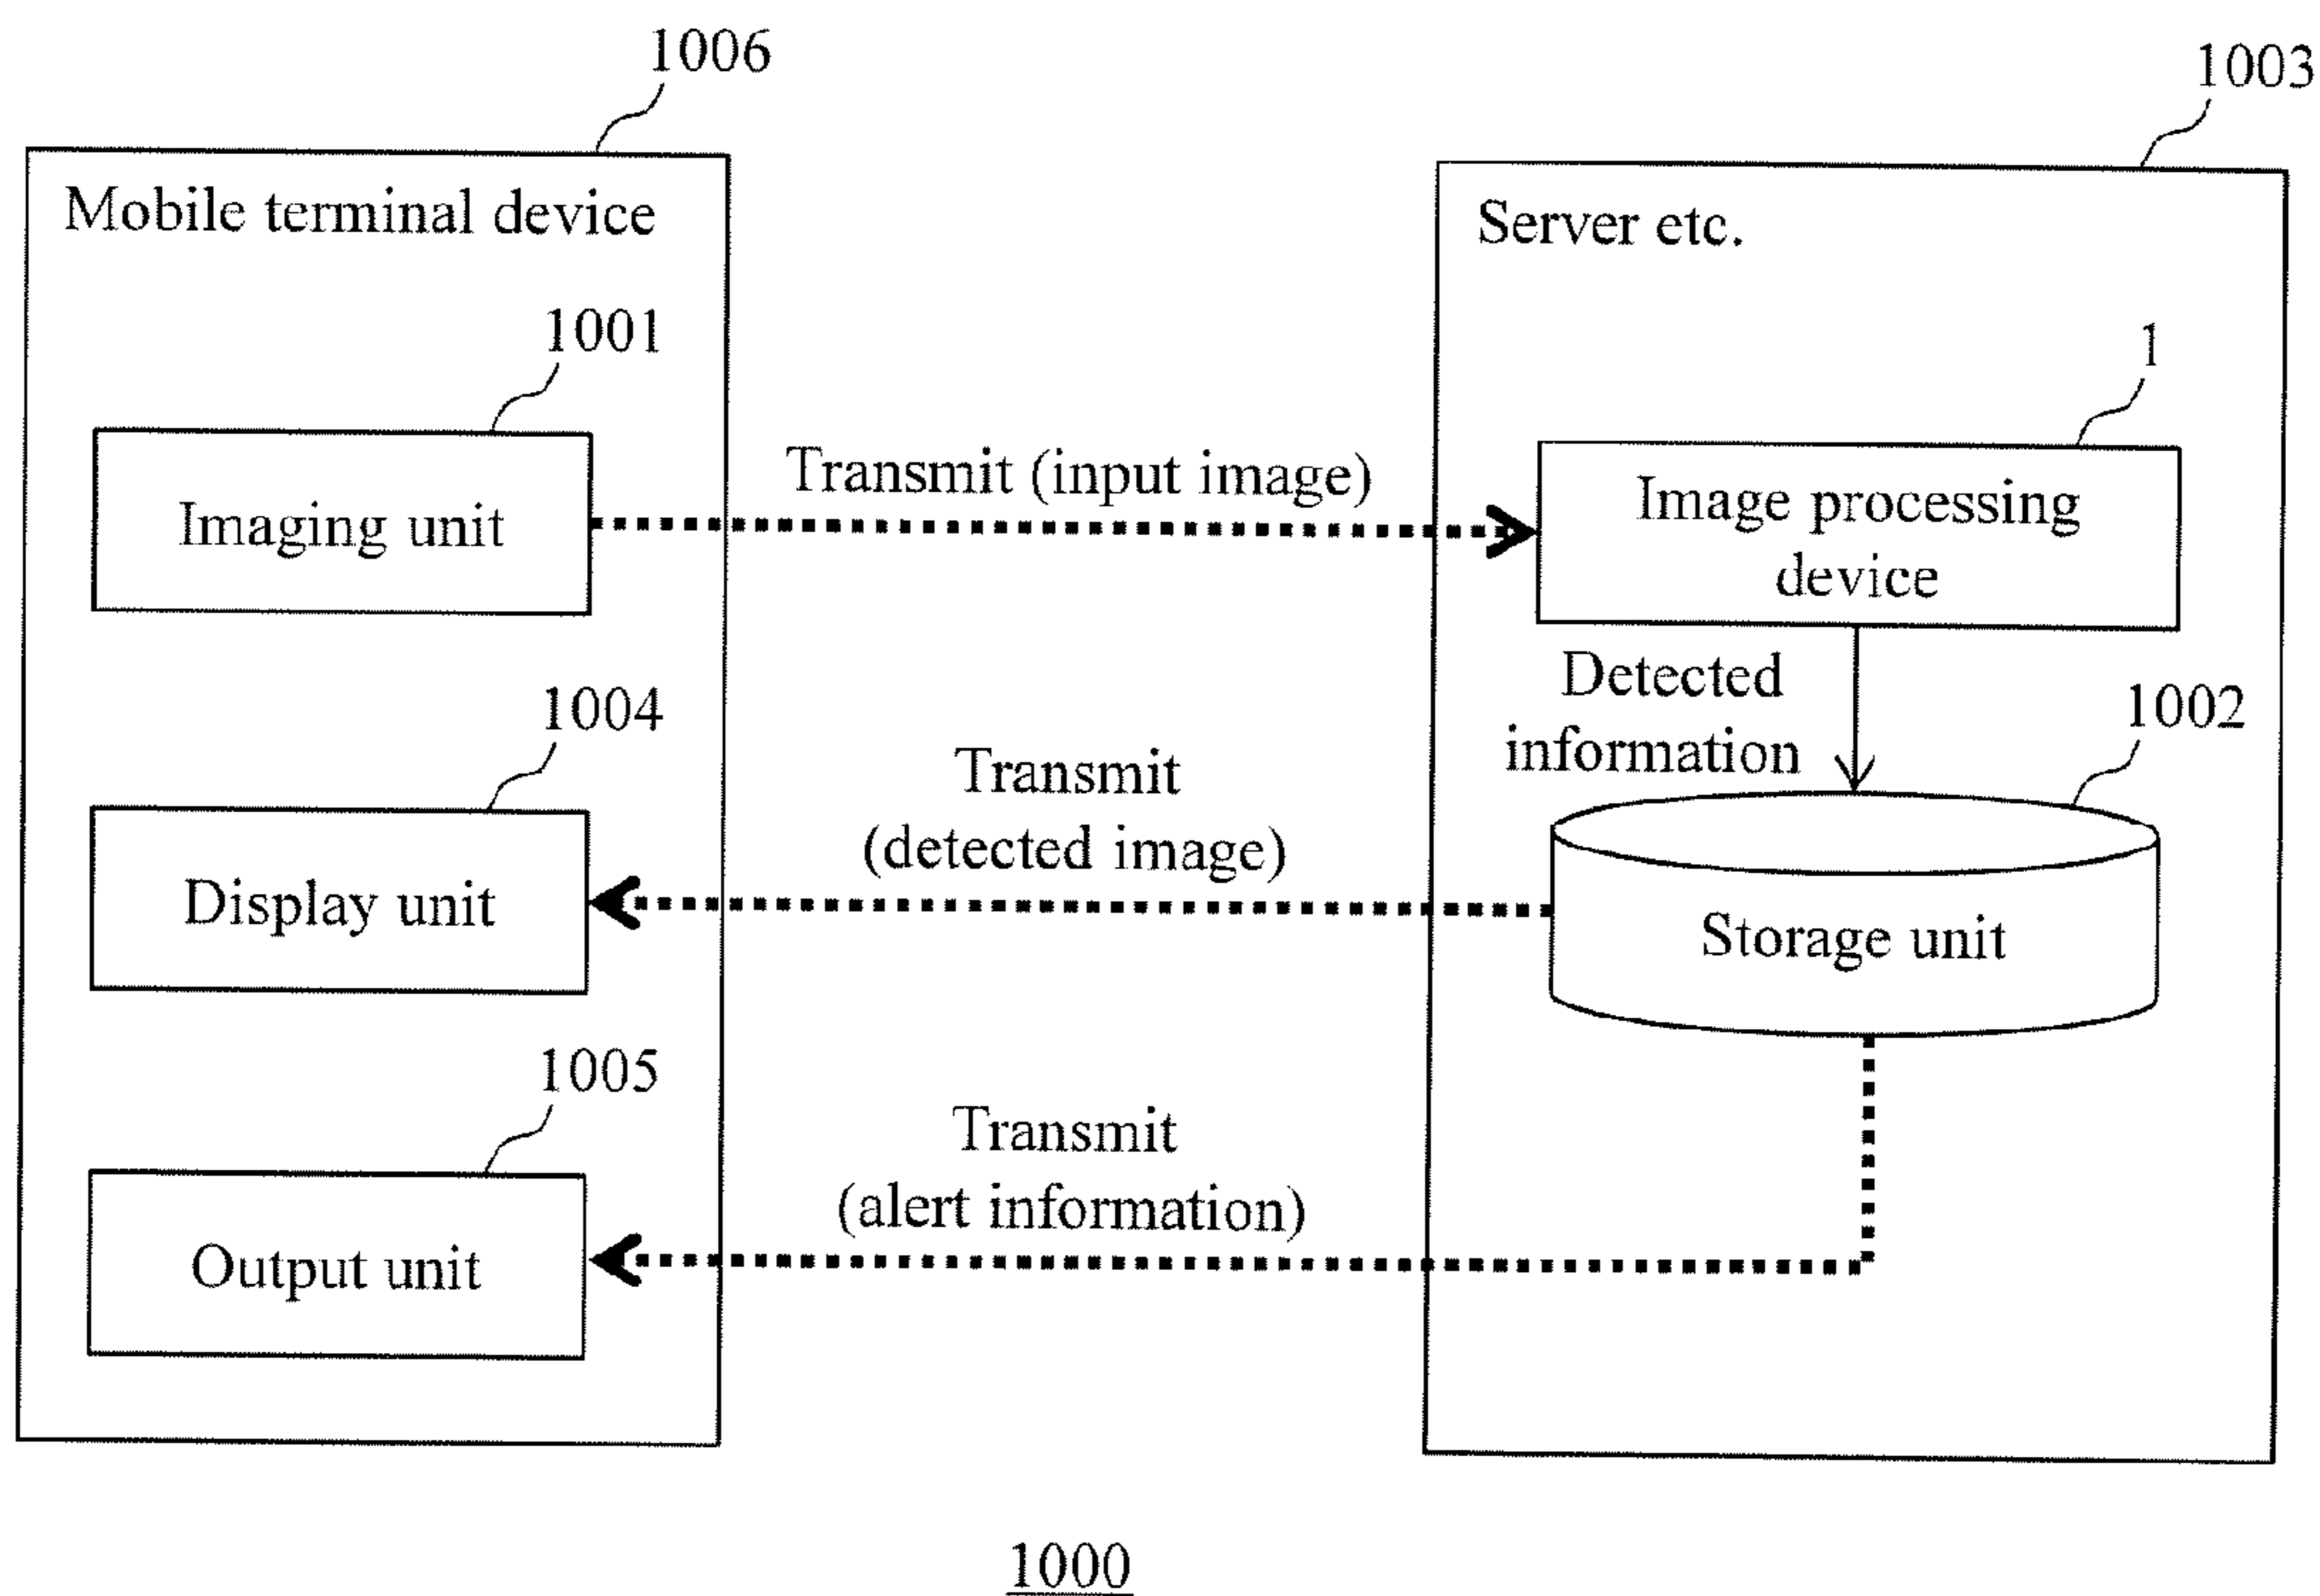 1006
1003
Mobile terminal device
Server etc.
1001
1
Imaging unit
Transmit (input image)
Image processing
device
Detected
information
1004
1002
Transmit
(detected image)
Display unit
Storage unit
1005
Transmit
(alert information)
Output unit
1000